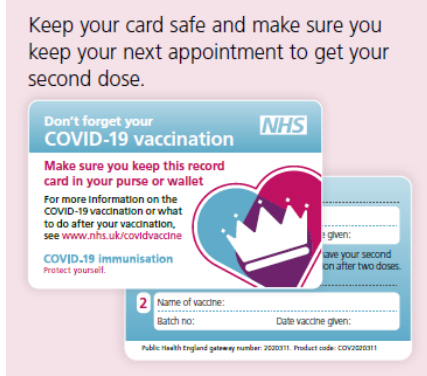 Keep your card safe and make sure you
keep your next appointment to get your
second dose.
Don't forget your
COVID-19 vaccination
NHS
Make sure you keep this record
card in your purse or wallet
For more information on the
COVID-19 vaccination or what
to do after your vaccination,
see www.nhs.uk/covidvaccine
COVID-19 immunisation
Protect yourself.
given:
ave your second
on after two doses.
2 Name of vaccine:
Batch no: Date vaccine given:
Public Health England gateway number: 2020311. Product code: COV2020311